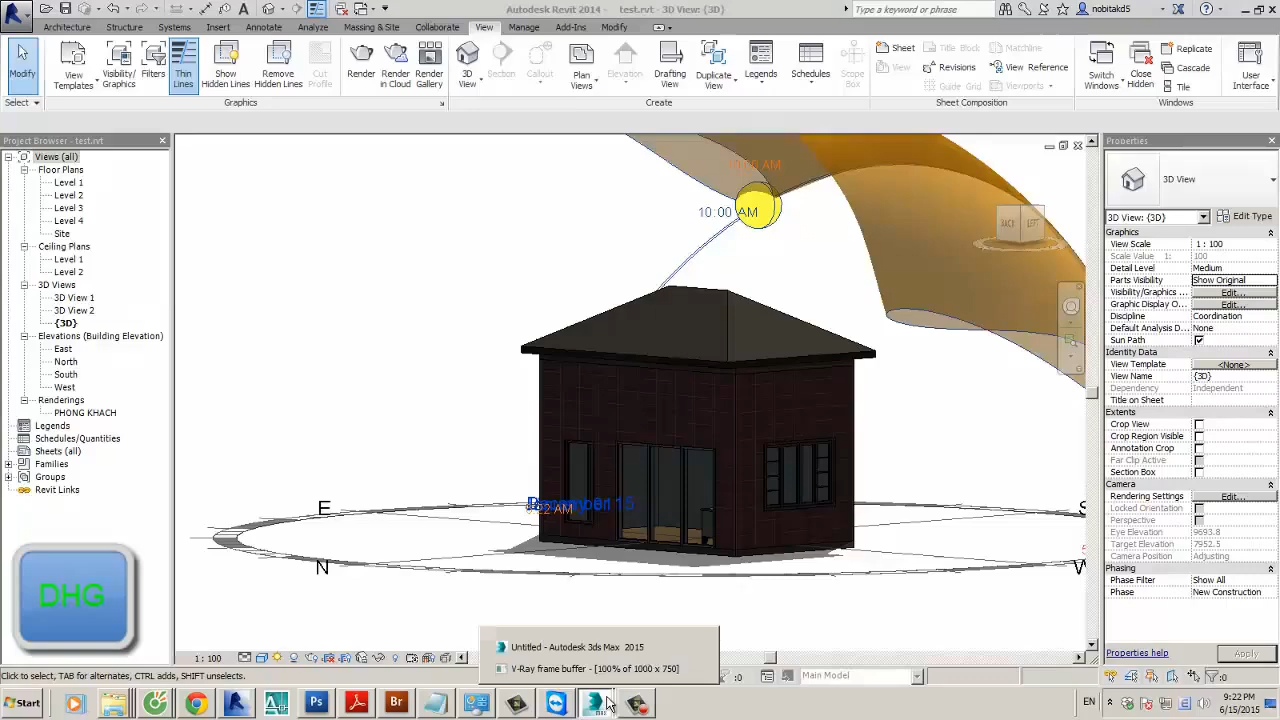 Autodesk Revit 2014 - test.rvt - 3D View: {3D}
Type a keyword or phrase
nobitakd5
Architecture Structure Systems Insert Annotate Analyze Massing & Site Collaborate View Manage Add-Ins Modify
Modify
View Templates
Visibility/ Graphics
Filters
Thin Lines
Show Hidden Lines
Remove Hidden Lines
Cut Profile
Render
Render in Cloud
Render Gallery
3D View
Section
Callout
Plan Views
Elevation
Drafting View
Duplicate View
Legends
Schedules
Scope Box
Sheet
View
Title Block
Revisions
Guide Grid
Matchline
View Reference
Viewports
Switch Windows
Close Hidden
Replicate
Cascade
Tile
User Interface
Select
Graphics
Create
Sheet Composition
Windows
Project Browser - test.rvt
Views (all)
Floor Plans
Level 1
Level 2
Level 3
Level 4
Site
Ceiling Plans
Level 1
Level 2
3D Views
3D View 1
3D View 2
{3D}
Elevations (Building Elevation)
East
North
South
West
Renderings
PHONG KHACH
Legends
Schedules/Quantities
Sheets (all)
Families
Groups
Revit Links
DHG
10:00 AM
BACK LEFT
E
N
S
W
Properties
3D View
3D View: {3D}
Edit Type
Graphics
View Scale 1 : 100
Scale Value 1: 100
Detail Level Medium
Parts Visibility Show Original
Visibility/Graphics ... Edit...
Graphic Display O... Edit...
Discipline Coordination
Default Analysis D... None
Sun Path
Identity Data
View Template <None>
View Name {3D}
Dependency Independent
Title on Sheet
Extents
Crop View
Crop Region Visible
Annotation Crop
Far Clip Active
Section Box
Camera
Rendering Settings Edit...
Locked Orientation
Perspective
Eye Elevation 9693.8
Target Elevation 7952.5
Camera Position Adjusting
Phasing
Phase Filter Show All
Phase New Construction
Properties help
Apply
Untitled - Autodesk 3ds Max 2015
V-Ray frame buffer - [100% of 1000 x 750]
1 : 100
Click to select, TAB for alternates, CTRL adds, SHIFT unselects.
:0
Main Model
:0
Start
Ps
Br
EN
9:22 PM
6/15/2015